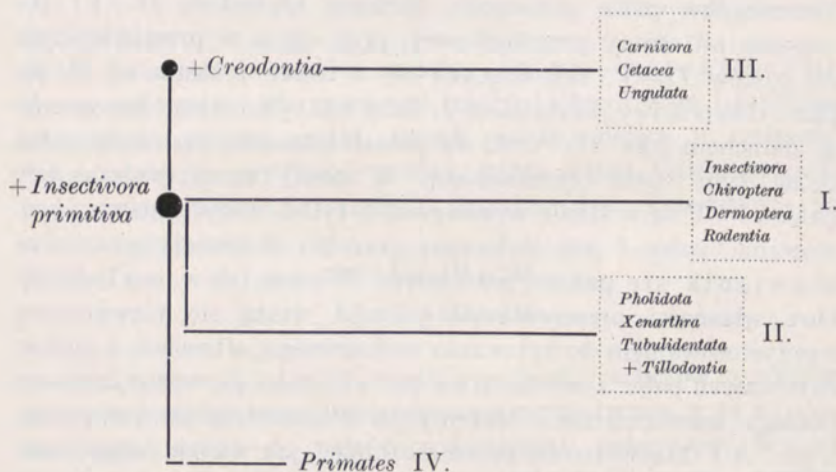 + Creodontia
Carnivora
Cetacea
Ungulata
III.
+ Insectivora
primitiva
Insectivora
Chiroptera
Dermoptera
Rodentia
I.
Pholidota
Xenarthra
Tubulidentata
+ Tillodontia
II.
Primates IV.